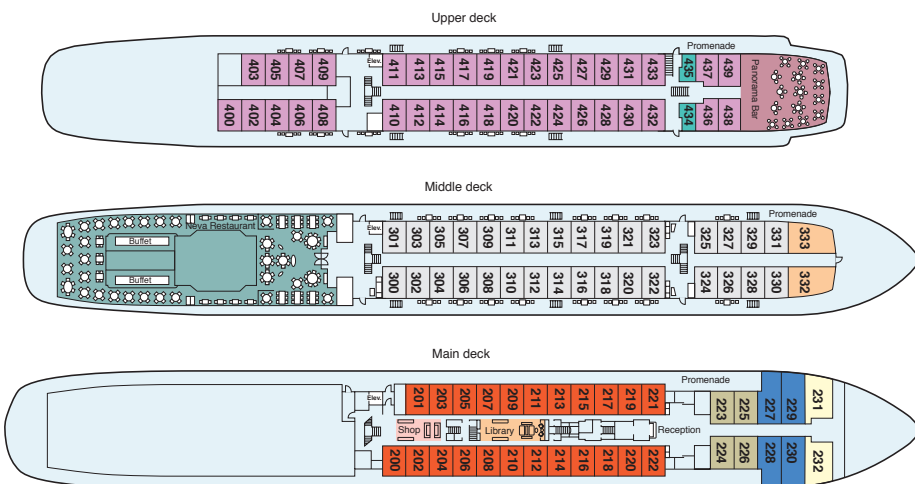 Upper deck
Promenade
403 405 407 409 Elev. 411 413 415 417 419 421 423 425 427 429 431 433 435 437 439
Panorama Bar
400 402 404 406 408 410 412 414 416 418 420 422 424 426 428 430 432 434 436 438
Middle deck
Promenade
Neva Restaurant
Elev. 301 303 305 307 309 311 313 315 317 319 321 323 325 327 329 331 333
Buffet
Buffet
300 302 304 306 308 310 312 314 316 318 320 322 324 326 328 330 332
Main deck
Promenade
Elev. 201 203 205 207 209 211 213 215 217 219 221 223 225 227 229 231
Shop Library Reception
200 202 204 206 208 210 212 214 216 218 220 222 224 226 228 230 232